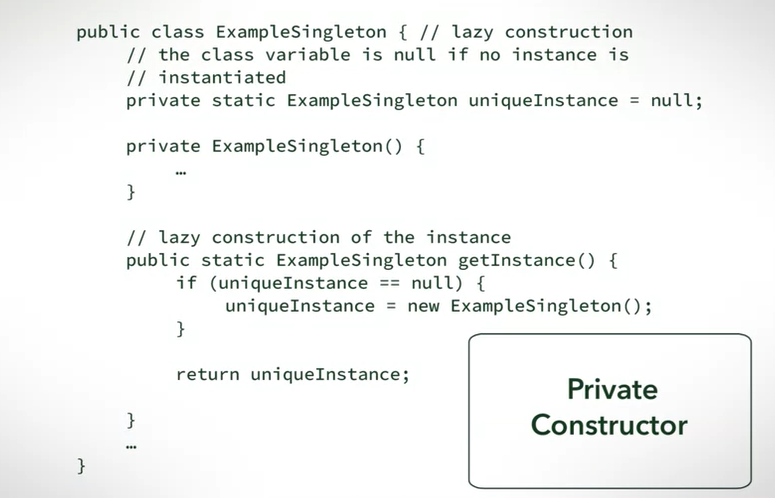 public class ExampleSingleton { // lazy construction
// the class variable is null if no instance is
// instantiated
private static ExampleSingleton uniqueInstance = null;
private ExampleSingleton() {
…
}
// lazy construction of the instance
public static ExampleSingleton getInstance() {
if (uniqueInstance == null) {
uniqueInstance = new ExampleSingleton();
}
return uniqueInstance;
}
…
}
Private
Constructor